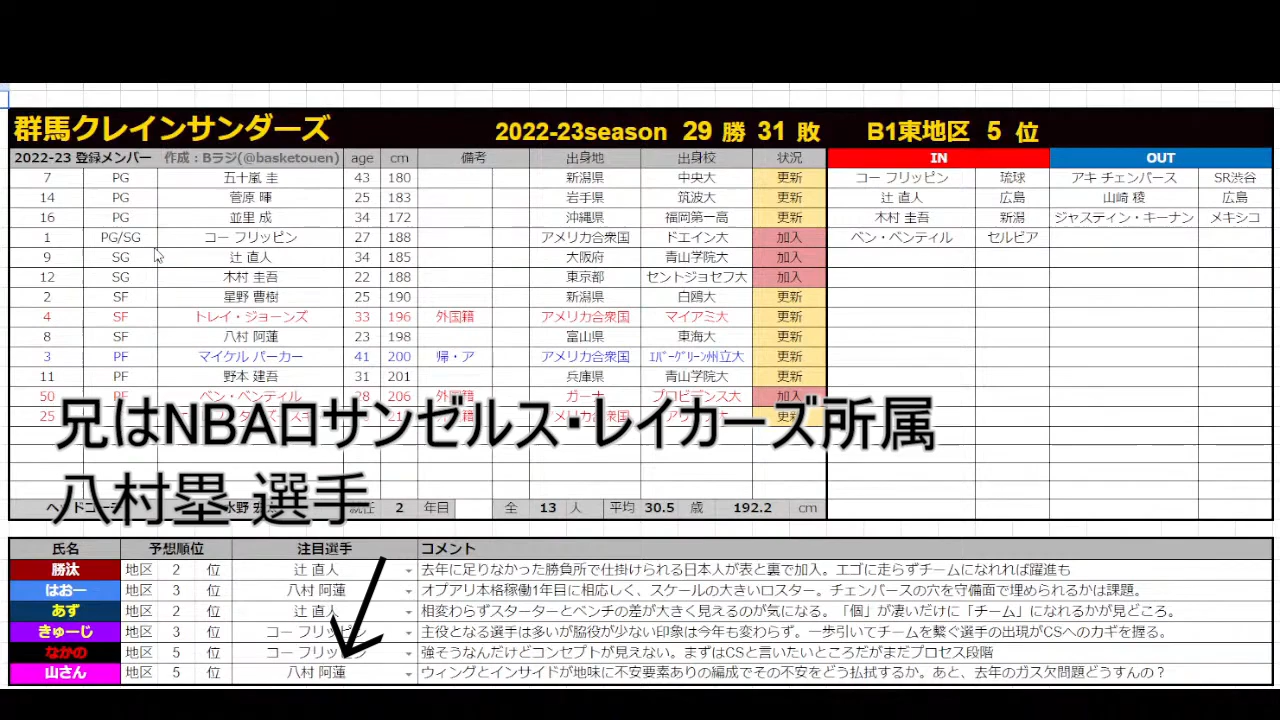 群馬クレインサンダーズ 2022-23season 29 勝 31 敗 B1東地区 5 位
2022-23 登録メンバー 作成：Bラジ(@basketouen) age cm 備考 出身地 出身校 状況 IN OUT
7 PG 五十嵐 圭 43 180 新潟県 中央大 更新 コー フリッピン 琉球 アキ チェンバース SR渋谷
14 PG 菅原 暉 25 183 岩手県 筑波大 更新 辻 直人 広島 山崎 稜 広島
16 PG 並里 成 34 172 沖縄県 福岡第一高 更新 木村 圭吾 新潟 ジャスティン・キーナン メキシコ
1 PG/SG コー フリッピン 27 188 アメリカ合衆国 ドエイン大 加入 ベン・ベンティル セルビア
9 SG 辻 直人 34 185 大阪府 青山学院大 加入
12 SG 木村 圭吾 22 188 東京都 セントジョセフ大 加入
2 SF 星野 曹樹 25 190 新潟県 白鴎大 更新
4 SF トレイ・ジョーンズ 33 196 外国籍 アメリカ合衆国 マイアミ大 更新
8 SF 八村 阿蓮 23 198 富山県 東海大 更新
3 PF マイケル パーカー 41 200 帰・ア アメリカ合衆国 ｴﾊﾞｰｸﾞﾘｰﾝ州立大 更新
11 PF 野本 建吾 31 201 兵庫県 青山学院大 更新
50 PF ベン・ベンティル 28 206 外国籍 ガーナ プロビデンス大 加入
25
兄はNBAロサンゼルス・レイカーズ所属
八村塁 選手
2 年目 全 13 人 平均 30.5 歳 192.2 cm
氏名 予想順位 注目選手 コメント
勝汰 地区 2 位 辻 直人 去年に足りなかった勝負所で仕掛けられる日本人が表と裏で加入。エゴに走らずチームになれれば躍進も
はおー 地区 3 位 八村 阿蓮 オプアリ本格稼働1年目に相応しく、スケールの大きいロスター。チェンバースの穴を守備面で埋められるかは課題。
あず 地区 2 位 辻 直人 相変わらずスターターとベンチの差が大きく見えるのが気になる。「個」が凄いだけに「チーム」になれるかが見どころ。
きゅーじ 地区 3 位 コー フリッピン 主役となる選手は多いが脇役が少ない印象は今年も変わらず。一歩引いてチームを繋ぐ選手の出現がCSへのカギを握る。
なかの 地区 5 位 コー フリッピン 強そうなんだけどコンセプトが見えない。まずはCSと言いたいところだがまだプロセス段階
山さん 地区 5 位 八村 阿蓮 ウィングとインサイドが地味に不安要素ありの編成でその不安をどう払拭するか。あと、去年のガス欠問題どうすんの？